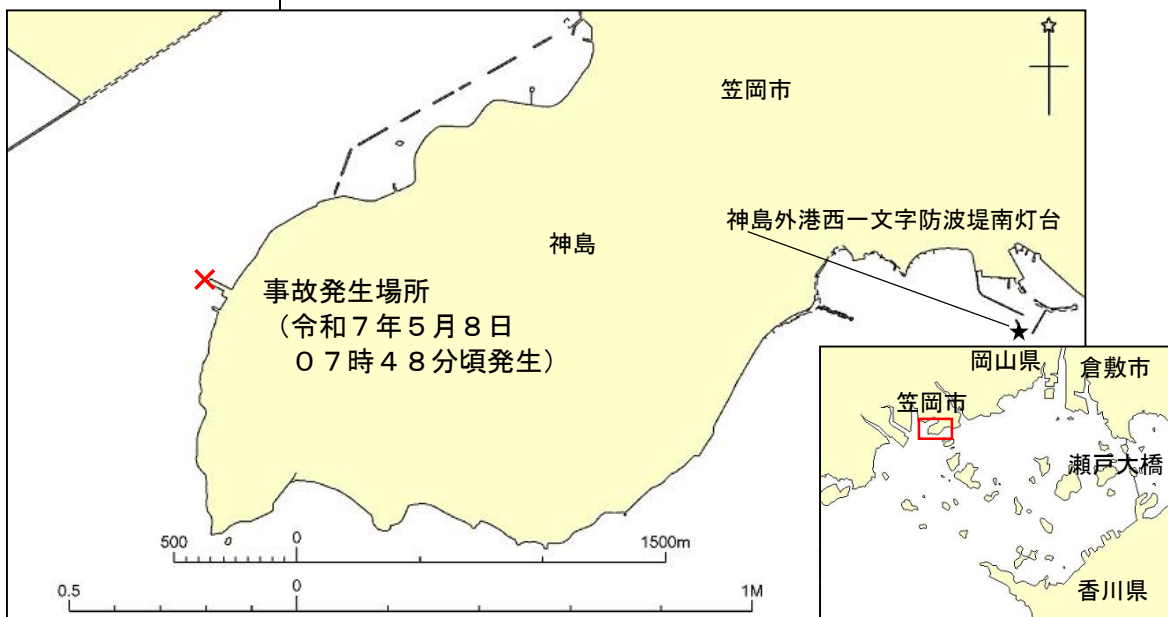 笠岡市
神島外港西一文字防波堤南灯台
神島
事故発生場所
（令和７年５月８日
０７時４８分頃発生）
500 0 1500m
0.5 0 1M
岡山県
倉敷市
笠岡市
瀬戸大橋
香川県